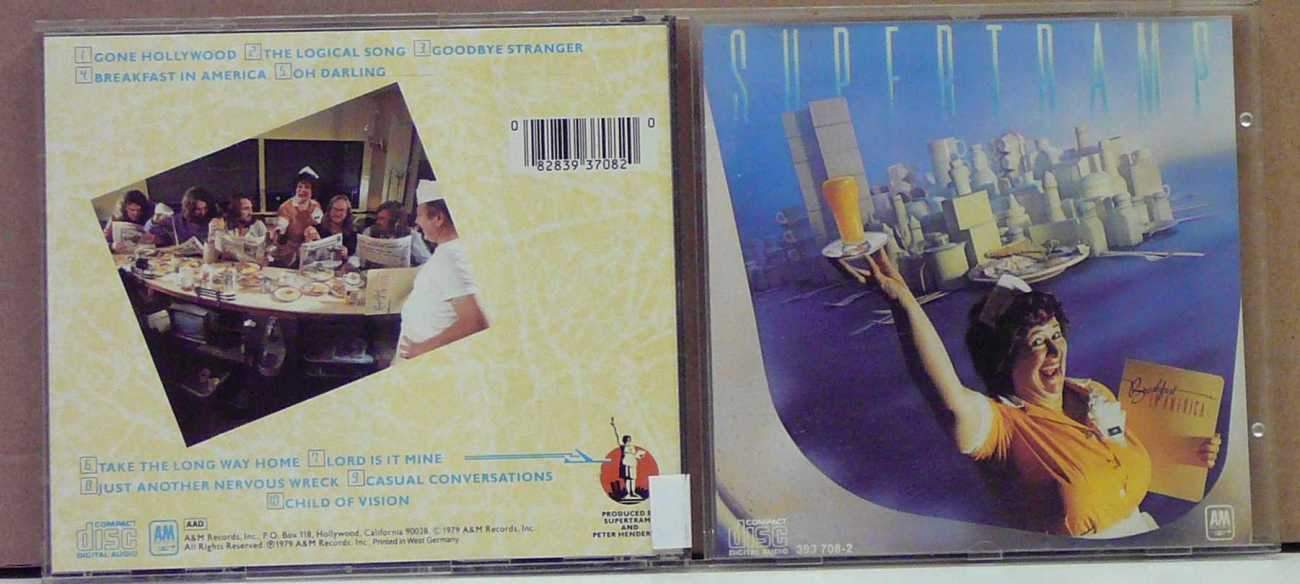 1 GONE HOLLYWOOD 2 THE LOGICAL SONG 3 GOODBYE STRANGER
4 BREAKFAST IN AMERICA 5 OH DARLING
0 82839 37082 0
6 TAKE THE LONG WAY HOME 7 LORD IS IT MINE
8 JUST ANOTHER NERVOUS WRECK 9 CASUAL CONVERSATIONS
10 CHILD OF VISION
PRODUCED
SUPERTRAMP
AND
PETER HENDER
COMPACT
disc
DIGITAL AUDIO
AM
AAD
A&M Records, Inc., P.O. Box 118, Hollywood, California 90028. © 1979 A&M Records, Inc.
All Rights Reserved. ℗ 1979 A&M Records, Inc. Printed in West Germany
SUPERTRAMP
Breakfast
IN AMERICA
COMPACT
disc
DIGITAL AUDIO
393 708-2
AM